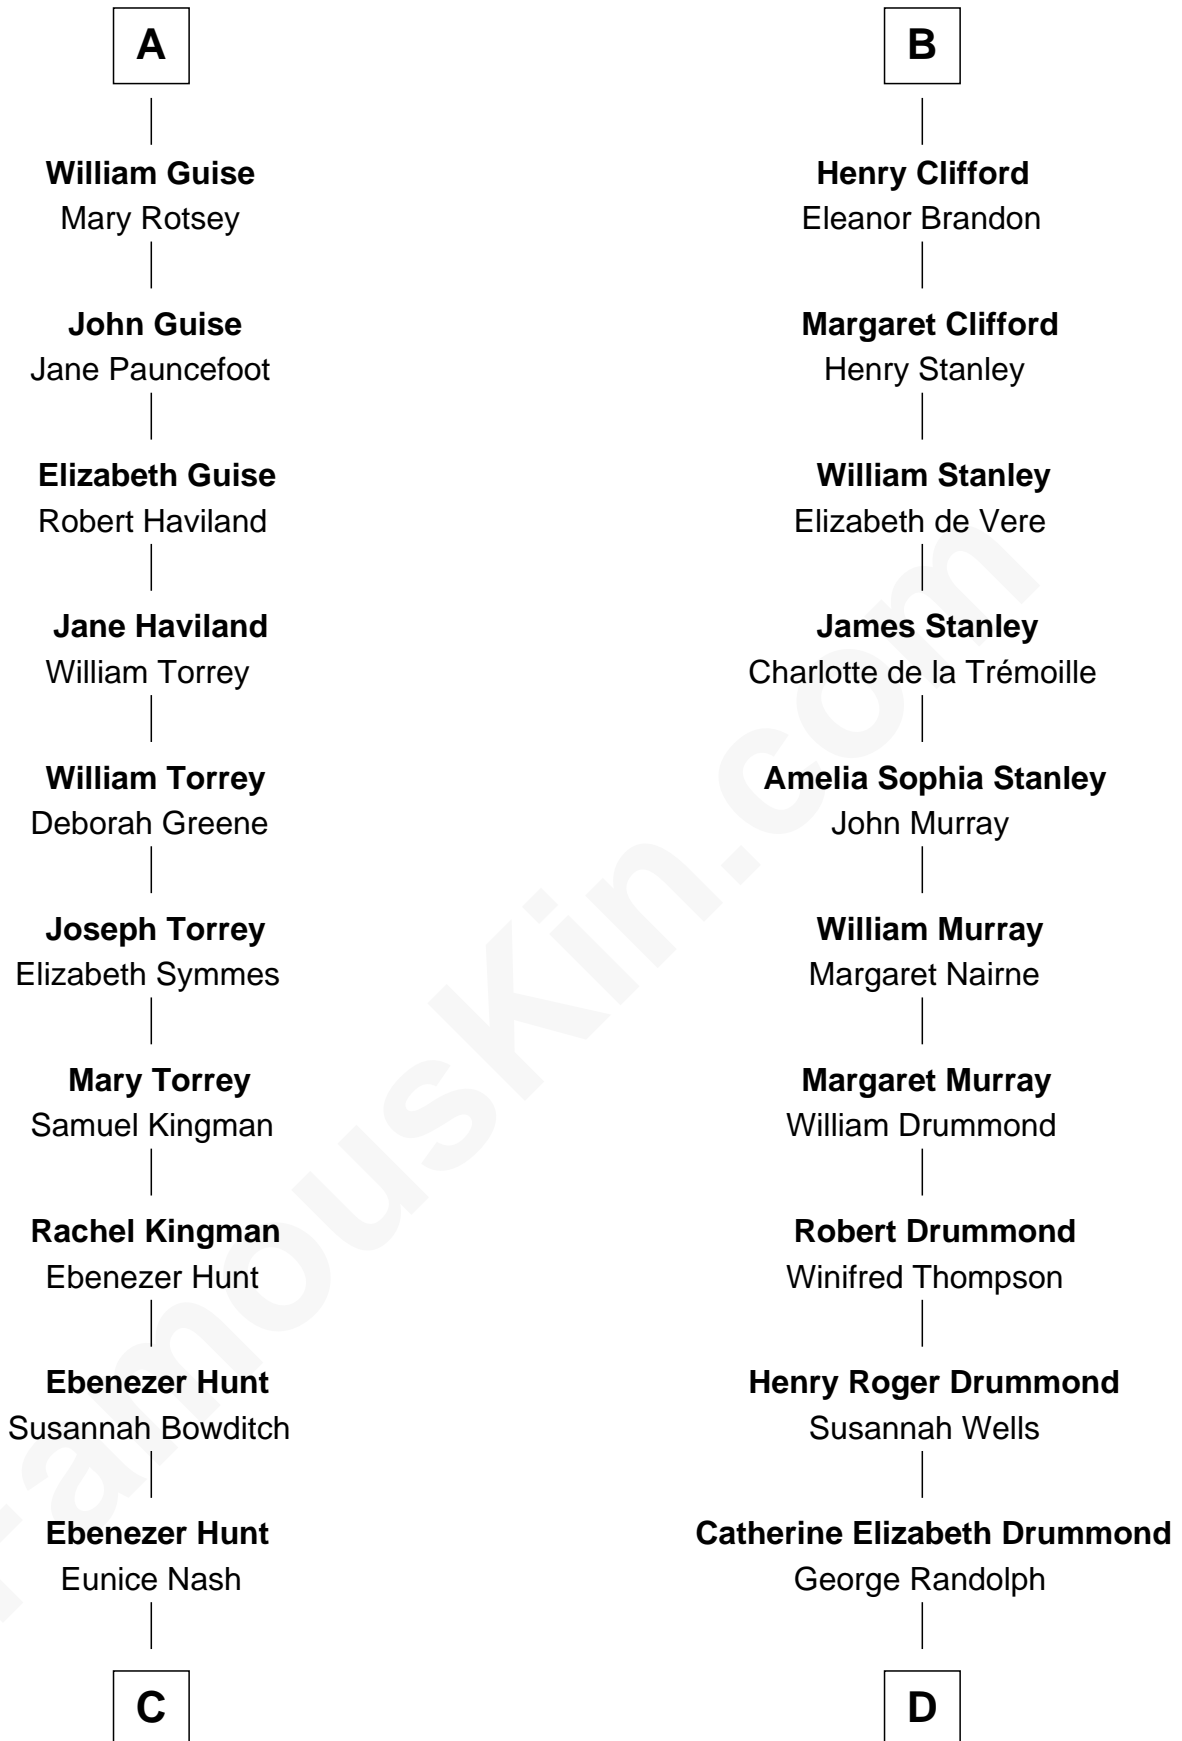 A
William Guise
Mary Rotsey
John Guise
Jane Pauncefoot
Elizabeth Guise
Robert Haviland
Jane Haviland
William Torrey
William Torrey
Deborah Greene
Joseph Torrey
Elizabeth Symmes
Mary Torrey
Samuel Kingman
Rachel Kingman
Ebenezer Hunt
Ebenezer Hunt
Susannah Bowditch
Ebenezer Hunt
Eunice Nash
C
B
Henry Clifford
Eleanor Brandon
Margaret Clifford
Henry Stanley
William Stanley
Elizabeth de Vere
James Stanley
Charlotte de la Trémoille
Amelia Sophia Stanley
John Murray
William Murray
Margaret Nairne
Margaret Murray
William Drummond
Robert Drummond
Winifred Thompson
Henry Roger Drummond
Susannah Wells
Catherine Elizabeth Drummond
George Randolph
D
FamousKin.com